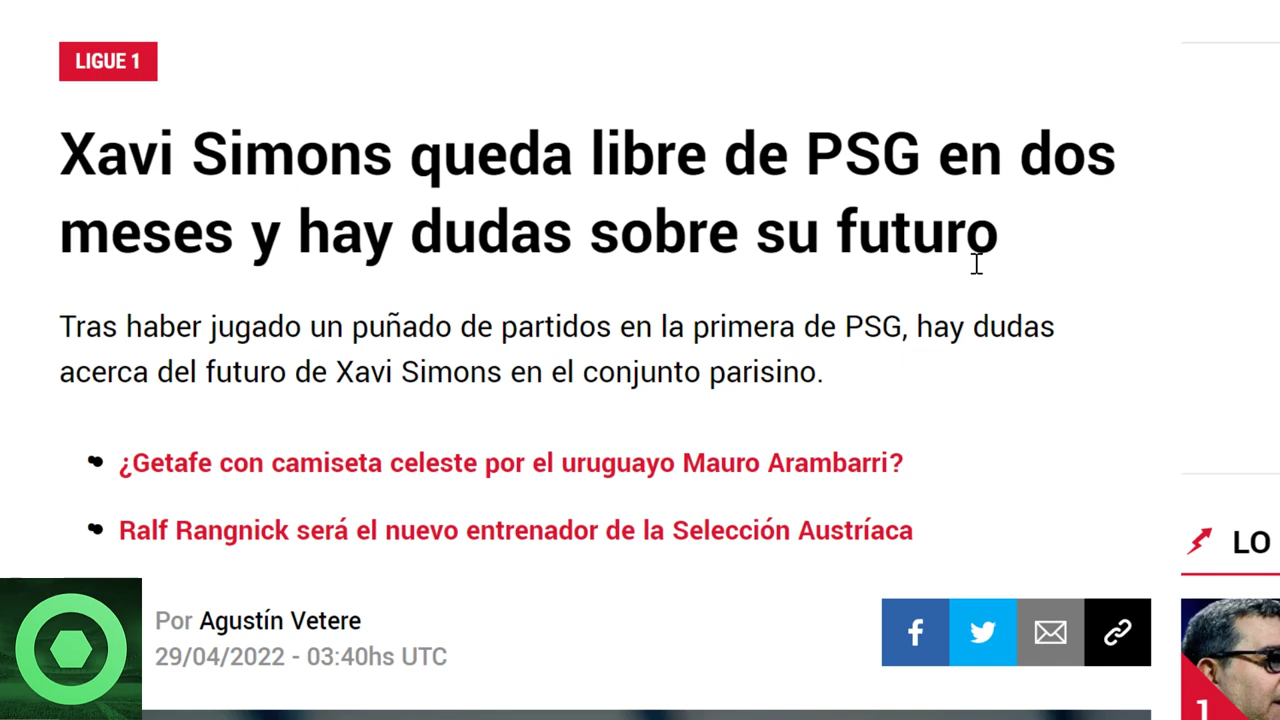 LIGUE 1
Xavi Simons queda libre de PSG en dos
meses y hay dudas sobre su futuro
Tras haber jugado un puñado de partidos en la primera de PSG, hay dudas
acerca del futuro de Xavi Simons en el conjunto parisino.
¿Getafe con camiseta celeste por el uruguayo Mauro Arambarri?
Ralf Rangnick será el nuevo entrenador de la Selección Austríaca
LO
Por Agustín Vetere
29/04/2022 - 03:40hs UTC
1